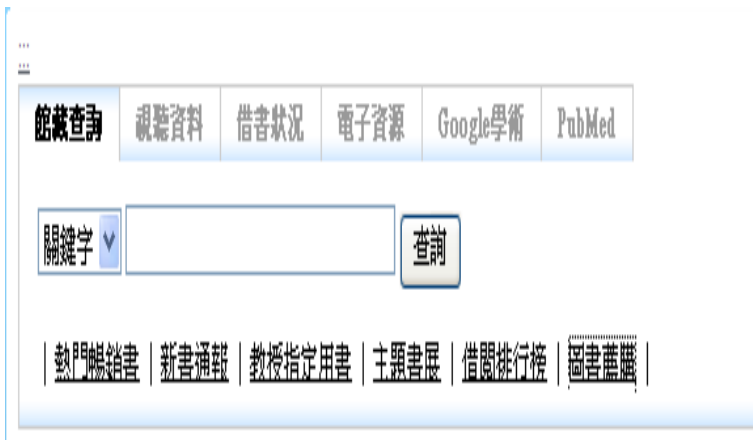 ...
...
館藏查詢 視聽資料 借書狀況 電子資源 Google學術 PubMed
關鍵字 查詢
| 熱門暢銷書 | 新書通報 | 教授指定用書 | 主題書展 | 借閱排行榜 | 圖書薦購 |